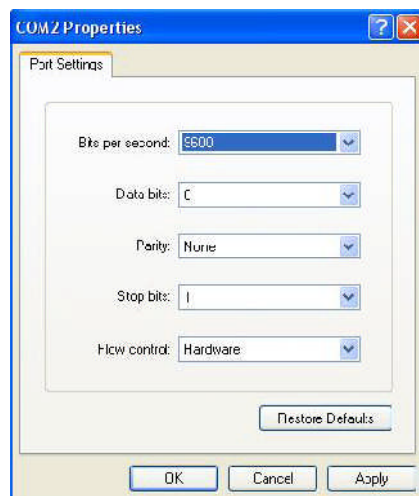 COM2 Properties
Port Settings
Bits per second: 9600
Data bits:
Parity: None
Stop bits: 1
Flow control: Hardware
Restore Defaults
OK Cancel Apply